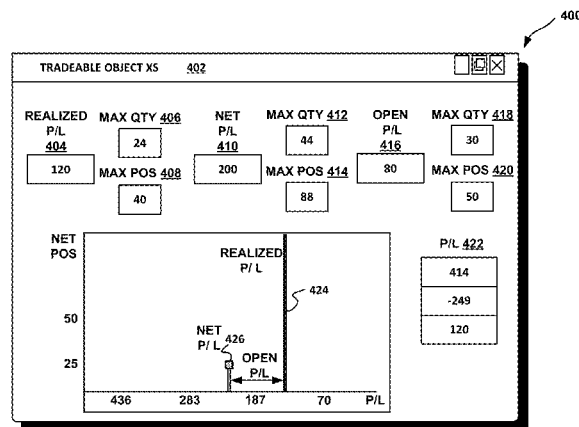 400
TRADEABLE OBJECT XS 402
REALIZED P/L 404
120
MAX QTY 406
24
MAX POS 408
40
NET P/L 410
200
MAX QTY 412
44
MAX POS 414
88
OPEN P/L 416
80
MAX QTY 418
30
MAX POS 420
50
NET POS
50
25
REALIZED P/ L
424
NET P/ L 426
OPEN P/L
436 283 187 70 P/L
P/L 422
414
-249
120